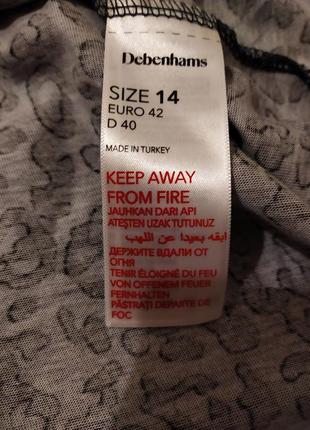 Debenhams
SIZE 14
EURO 42
D 40
MADE IN TURKEY
KEEP AWAY
FROM FIRE
JAUHKAN DARI API
ATEŞTEN UZAK TUTUNUZ
ابقه بعيدا عن اللهب
ДЕРЖИТЕ ВДАЛИ ОТ
ОГНЯ
TENIR ÉLOIGNÉ DU FEU
VON OFFENEM FEUER
FERNHALTEN
PĂSTRAŢI DEPARTE DE
FOC